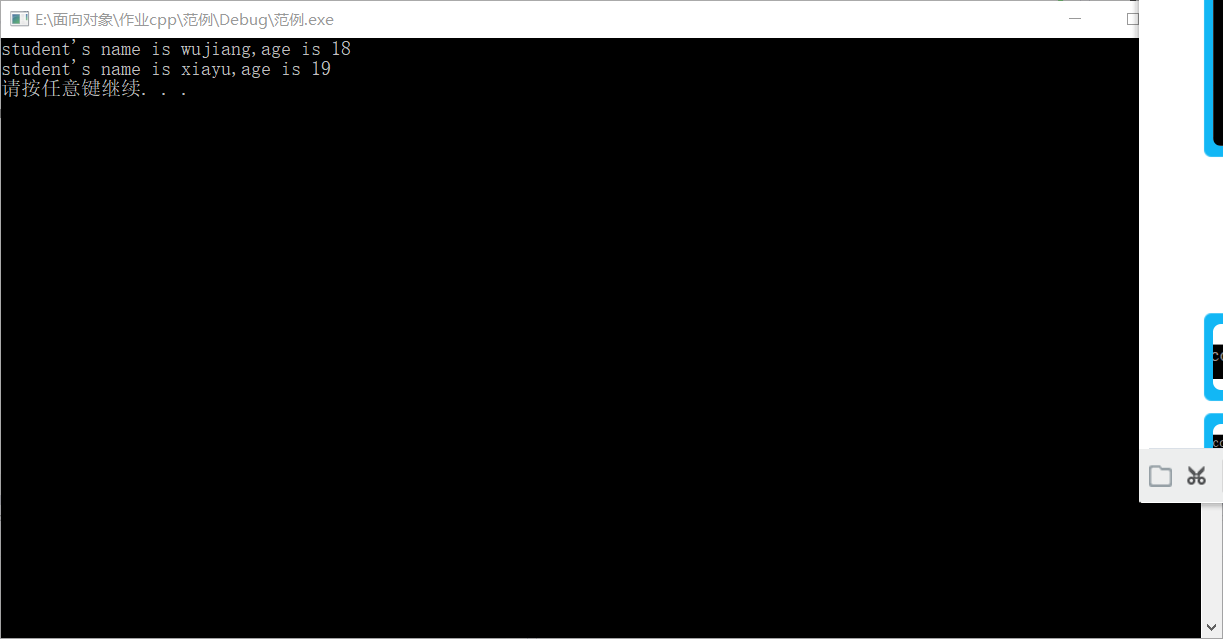 E:\面向对象\作业cpp\范例\Debug\范例.exe
student's name is wujiang,age is 18
student's name is xiayu,age is 19
请按任意键继续. . .